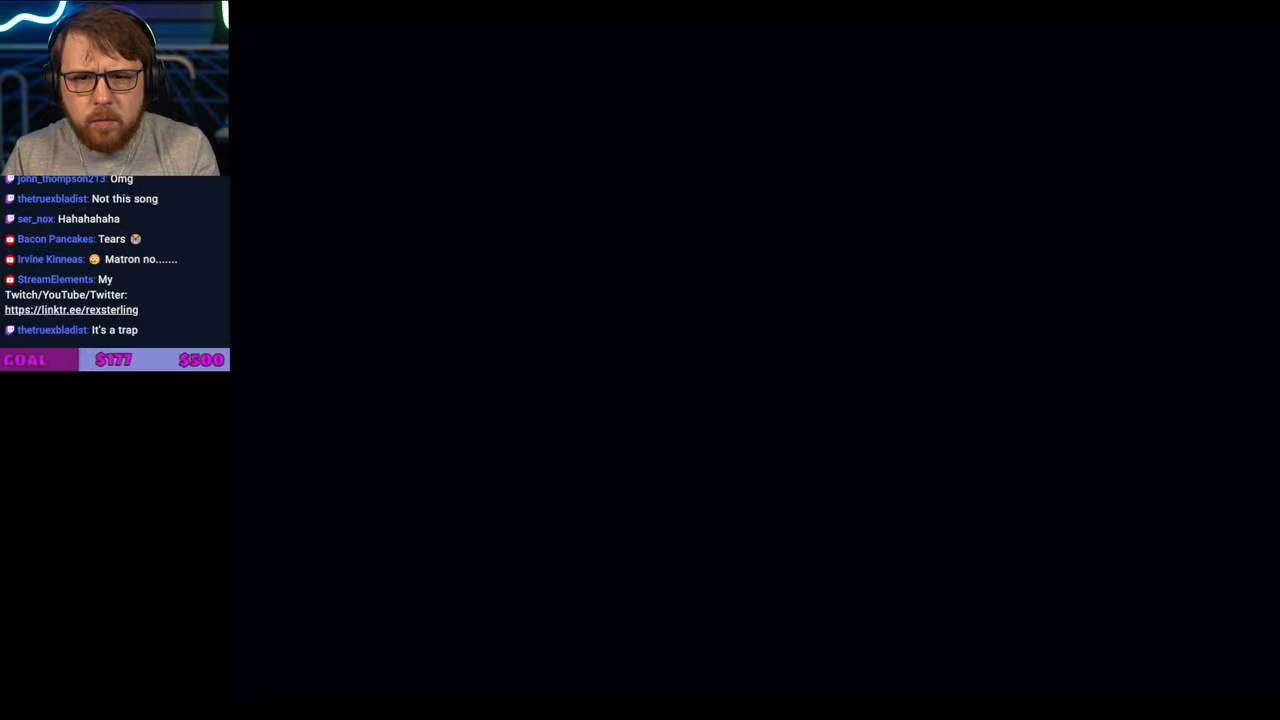 john_thompson213: Omg
thetruexbladist: Not this song
ser_nox: Hahahahaha
Bacon Pancakes: Tears
Irvine Kinneas: Matron no.......
StreamElements: My
Twitch/YouTube/Twitter:
https://linktr.ee/rexsterling
thetruexbladist: It's a trap
GOAL $177 $500